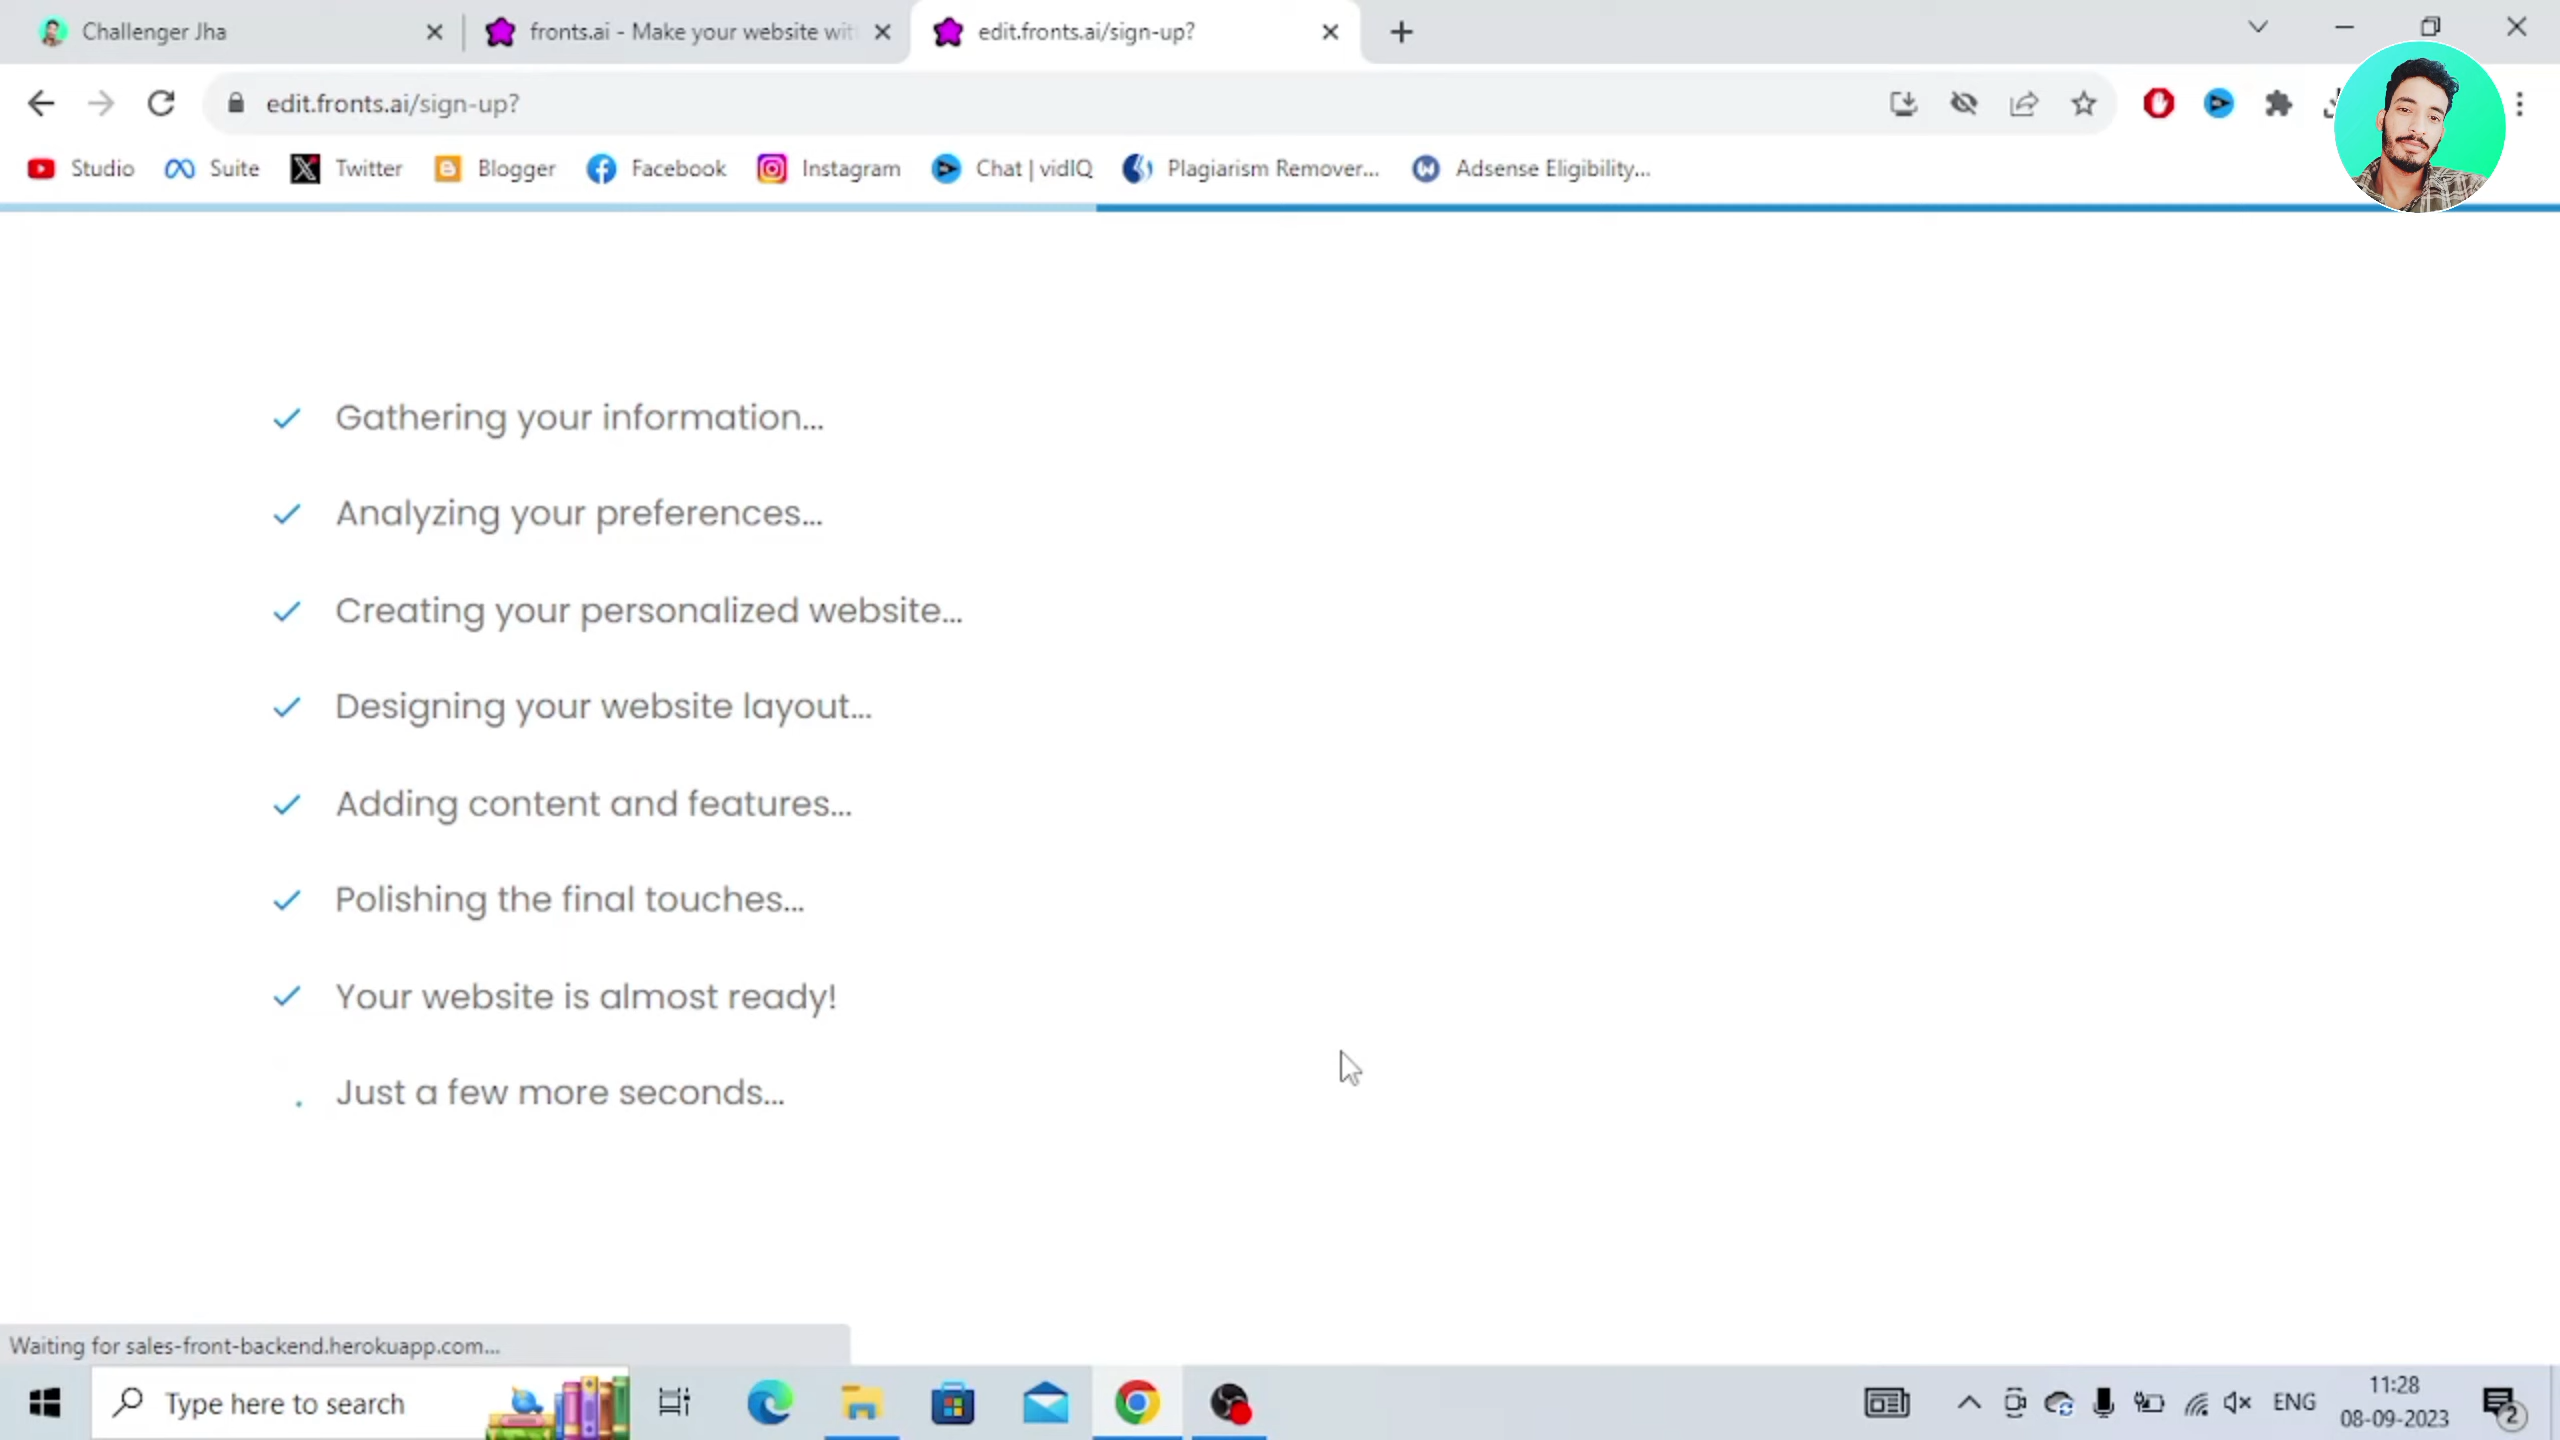 Challenger Jha
fronts.ai - Make your website wit
edit.fronts.ai/sign-up?
edit.fronts.ai/sign-up?
Studio
Suite
Twitter
Blogger
Facebook
Instagram
Chat | vidIQ
Plagiarism Remover...
Adsense Eligibility...
Gathering your information...
Analyzing your preferences...
Creating your personalized website...
Designing your website layout...
Adding content and features...
Polishing the final touches...
Your website is almost ready!
Just a few more seconds...
Waiting for sales-front-backend.herokuapp.com...
Type here to search
ENG
11:28
08-09-2023
2